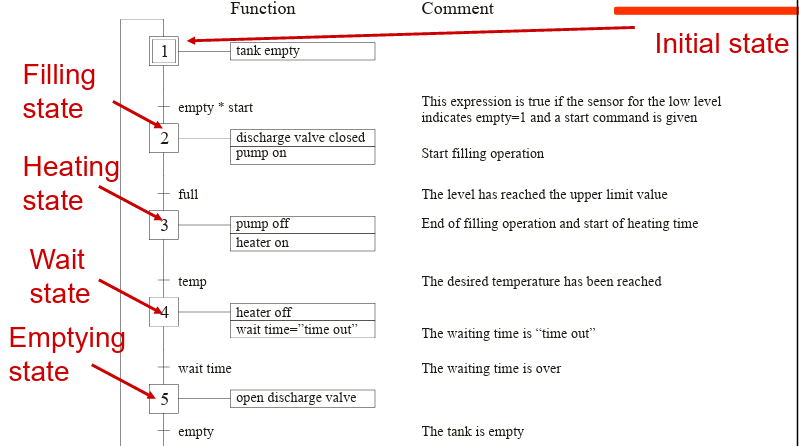 Function
Comment
Initial state
1
tank empty
Filling
state
empty * start
This expression is true if the sensor for the low level
indicates empty=1 and a start command is given
2
discharge valve closed
pump on
Start filling operation
Heating
state
full
The level has reached the upper limit value
3
pump off
heater on
End of filling operation and start of heating time
Wait
state
temp
The desired temperature has been reached
4
heater off
wait time=”time out”
The waiting time is “time out”
Emptying
state
wait time
The waiting time is over
5
open discharge valve
empty
The tank is empty